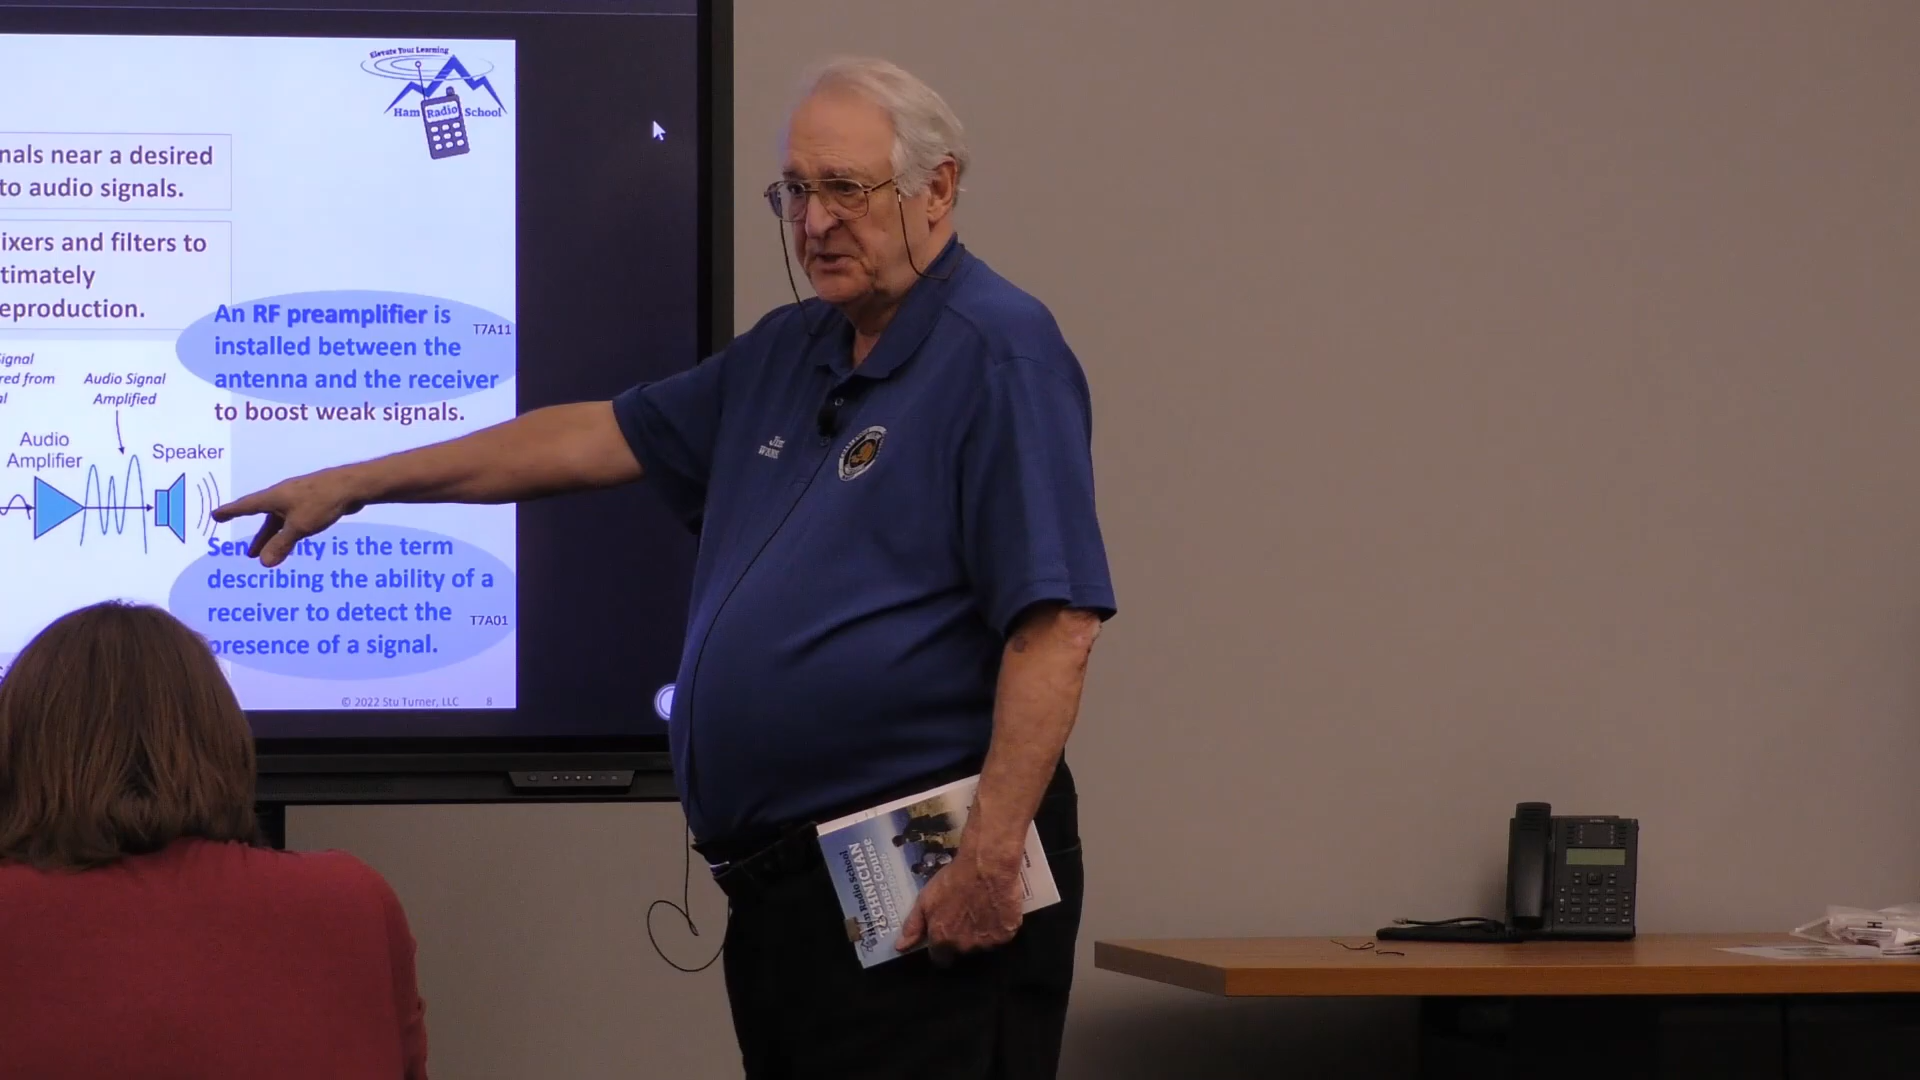 Elevate Your Learning
Ham Radio School
nals near a desired
to audio signals.
ixers and filters to
timately
eproduction.
An RF preamplifier is
installed between the
antenna and the receiver
to boost weak signals.
T7A11
ignal
red from
al
Audio Signal
Amplified
Audio
Amplifier
Speaker
Sen ity is the term
describing the ability of a
receiver to detect the
presence of a signal.
T7A01
© 2022 Stu Turner, LLC 8
Jim
Ham Radio School
TECHNICIAN
License Course